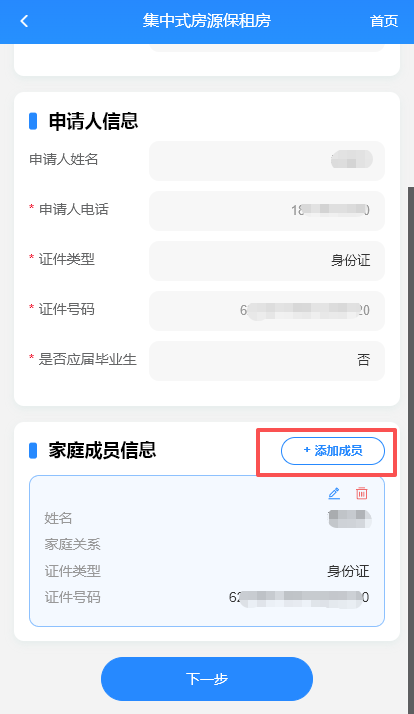 集中式房源保租房
首页
申请人信息
申请人姓名
* 申请人电话
18 0
* 证件类型
身份证
* 证件号码
6 20
* 是否应届毕业生
否
家庭成员信息
+ 添加成员
姓名
家庭关系
证件类型
身份证
证件号码
62 0
下一步